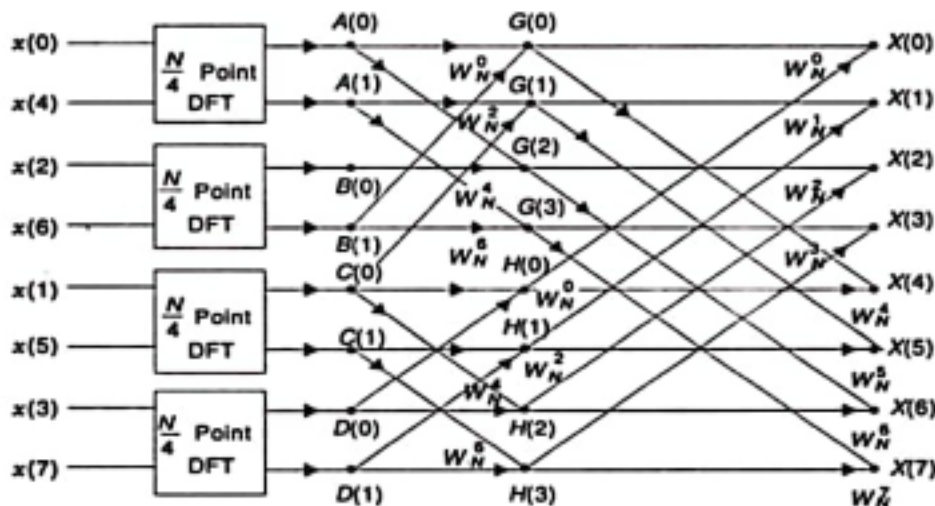 A(0) G(0)
x(0) X(0)
N/4 Point DFT W_N^0 W_N^0
A(1) G(1)
x(4) X(1)
W_N^2 W_N^1
G(2)
x(2) X(2)
N/4 Point DFT B(0) W_N^4 W_N^2
G(3)
x(6) X(3)
B(1) W_N^6
C(0) H(0)
x(1) W_N^0 X(4)
N/4 Point DFT W_N^4
C(1) H(1)
x(5) X(5)
W_N^2 W_N^5
W_N^4
x(3) X(6)
N/4 Point DFT D(0) H(2) W_N^6
W_N^6
x(7) X(7)
D(1) H(3) W_N^7